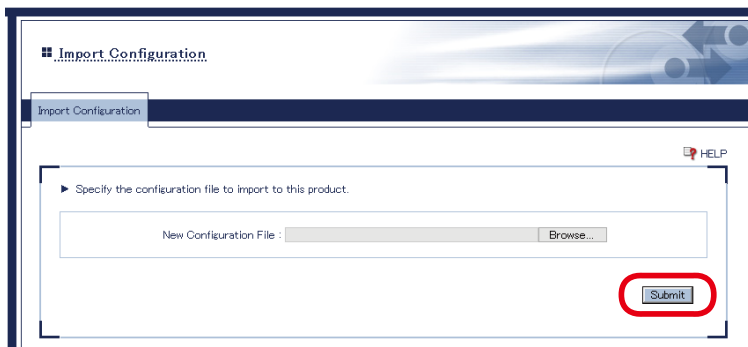 Import Configuration
Import Configuration
HELP
Specify the configuration file to import to this product.
New Configuration File : Browse...
Submit